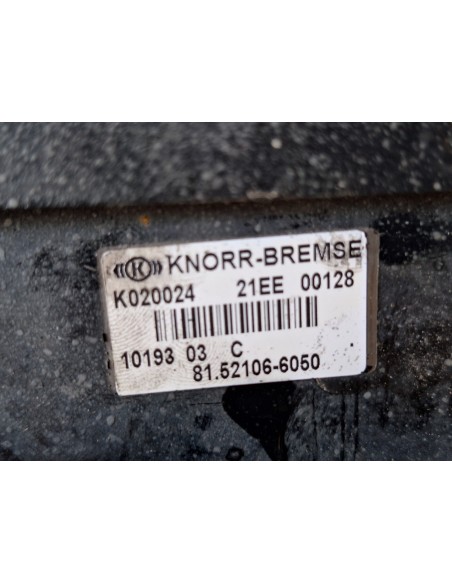 ((K)) KNORR-BREMSE
K020024 21EE 00128
10193 03 C
81.52106-6050